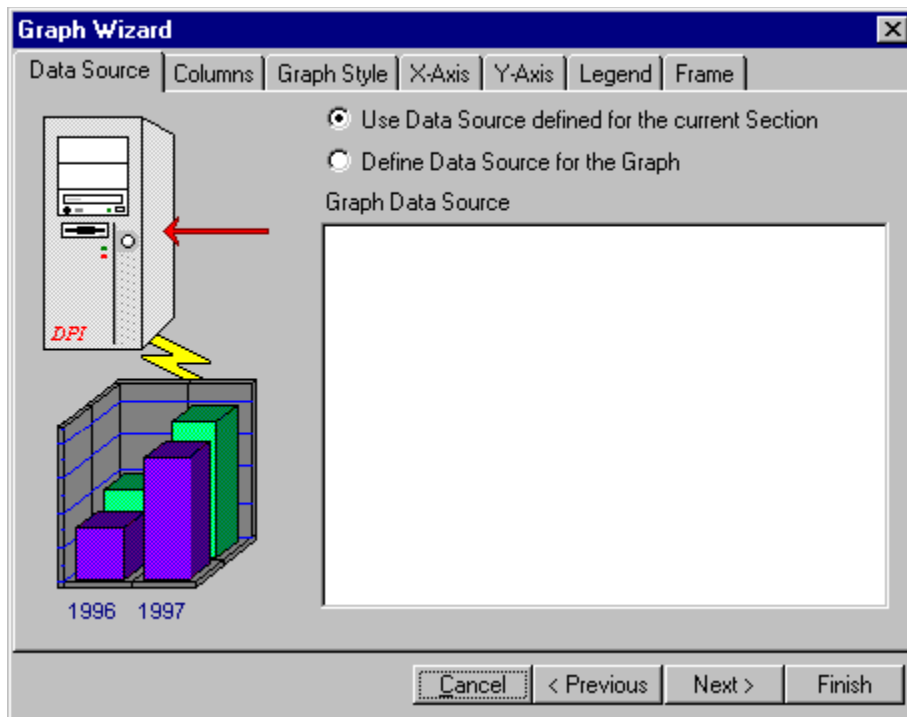 Graph Wizard
Data Source Columns Graph Style X-Axis Y-Axis Legend Frame
Use Data Source defined for the current Section
Define Data Source for the Graph
Graph Data Source
DPI
1996 1997
Cancel < Previous Next > Finish